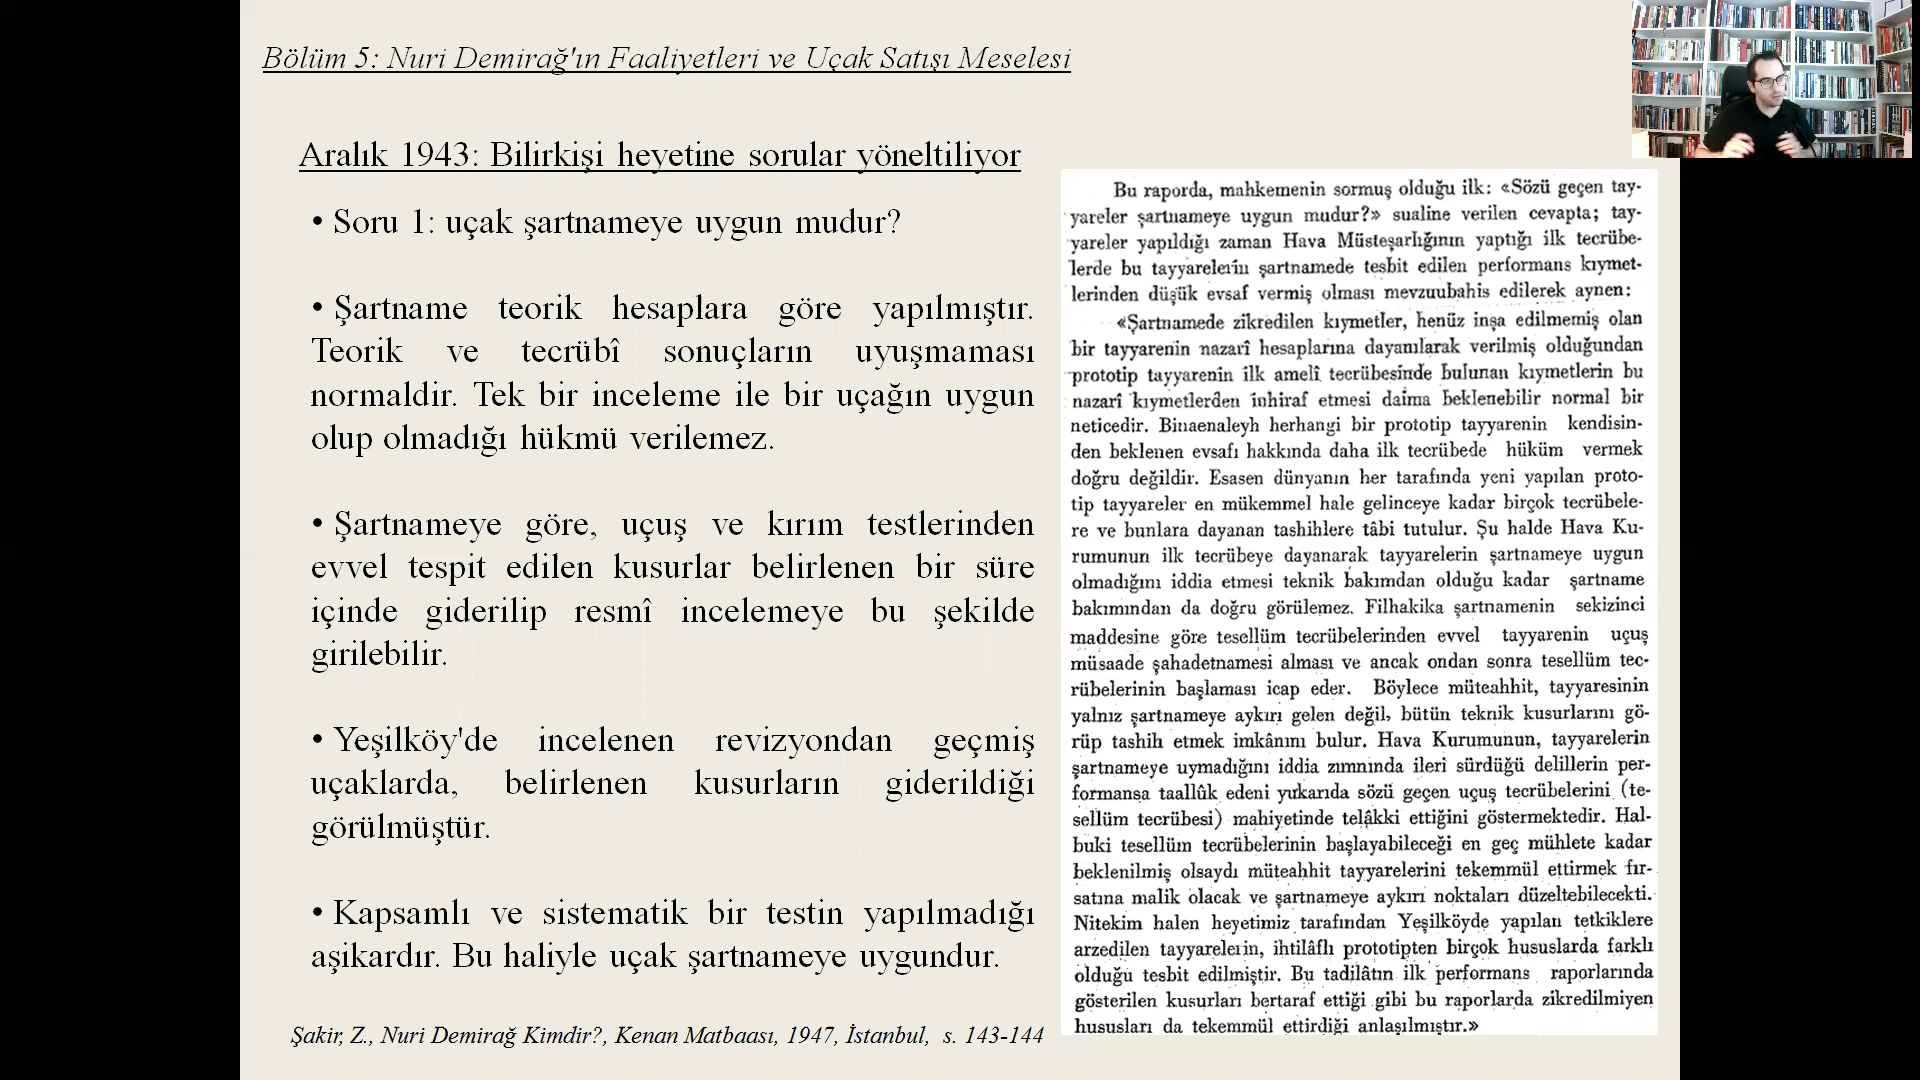 Bölüm 5: Nuri Demirağ'ın Faaliyetleri ve Uçak Satışı Meselesi
Aralık 1943: Bilirkişi heyetine sorular yöneltiliyor
• Soru 1: uçak şartnameye uygun mudur?
• Şartname teorik hesaplara göre yapılmıştır.
Teorik ve tecrübî sonuçların uyuşmaması
normaldir. Tek bir inceleme ile bir uçağın uygun
olup olmadığı hükmü verilemez.
• Şartnameye göre, uçuş ve kırım testlerinden
evvel tespit edilen kusurlar belirlenen bir süre
içinde giderilip resmî incelemeye bu şekilde
girilebilir.
• Yeşilköy'de incelenen revizyondan geçmiş
uçaklarda, belirlenen kusurların giderildiği
görülmüştür.
• Kapsamlı ve sistematik bir testin yapılmadığı
aşikardır. Bu haliyle uçak şartnameye uygundur.
Şakir, Z., Nuri Demirağ Kimdir?, Kenan Matbaası, 1947, İstanbul, s. 143-144
Bu raporda, mahkemenin sormuş olduğu ilk: «Sözü geçen tay-
yareler şartnameye uygun mudur?» sualine verilen cevapta; tay-
yareler yapıldığı zaman Hava Müsteşarlığının yaptığı ilk tecrübe-
lerde bu tayyarelerin şartnamede tesbit edilen performans kıymet-
lerinden düşük evsaf vermiş olması mevzuubahis edilerek aynen:
«Şartnamede zikredilen kıymetler, henüz inşa edilmemiş olan
bir tayyarenin nazarî hesaplarına dayanılarak verilmiş olduğundan
prototip tayyarenin ilk amelî tecrübesinde bulunan kıymetlerin bu
nazarî kıymetlerden inhiraf etmesi daima beklenebilir normal bir
neticedir. Binaenaleyh herhangi bir prototip tayyarenin kendisin-
den beklenen evsafı hakkında daha ilk tecrübede hüküm vermek
doğru değildir. Esasen dünyanın her tarafında yeni yapılan proto-
tip tayyareler en mükemmel hale gelinceye kadar birçok tecrübele-
re ve bunlara dayanan tashihlere tâbi tutulur. Şu halde Hava Ku-
rumunun ilk tecrübeye dayanarak tayyarelerin şartnameye uygun
olmadığını iddia etmesi teknik bakımdan olduğu kadar şartname
bakımından da doğru görülemez. Filhakika şartnamenin sekizinci
maddesine göre tesellüm tecrübelerinden evvel tayyarenin uçuş
müsaade şahadetnamesi alması ve ancak ondan sonra tesellüm tec-
rübelerinin başlaması icap eder. Böylece müteahhit, tayyaresinin
yalnız şartnameye aykırı gelen değil, bütün teknik kusurlarını gö-
rüp tashih etmek imkânını bulur. Hava Kurumunun, tayyarelerin
şartnameye uymadığını iddia zımnında ileri sürdüğü delillerin per-
formansa taallûk edeni yukarıda sözü geçen uçuş tecrübelerini (te-
sellüm tecrübesi) mahiyetinde telâkki ettiğini göstermektedir. Hal-
buki tesellüm tecrübelerinin başlayabileceği en geç mühlete kadar
beklenilmiş olsaydı müteahhit tayyarelerini tekemmül ettirmek fır-
satına malik olacak ve şartnameye aykırı noktaları düzeltebilecekti.
Nitekim halen heyetimiz tarafından Yeşilköyde yapılan tetkiklere
arzedilen tayyarelerin, ihtilâflı prototipten birçok hususlarda farklı
olduğu tesbit edilmiştir. Bu tadilâtın ilk performans raporlarında
gösterilen kusurları bertaraf ettiği gibi bu raporlarda zikredilmiyen
hususları da tekemmül ettirdiği anlaşılmıştır.»